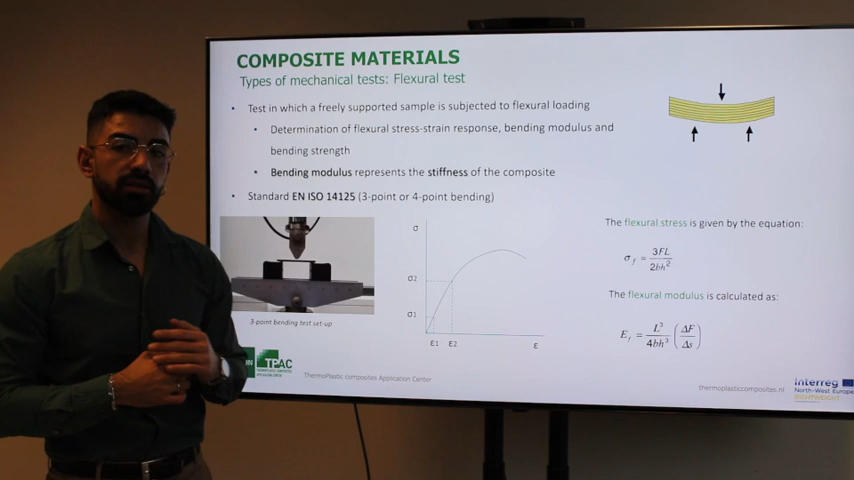 COMPOSITE MATERIALS
Types of mechanical tests: Flexural test
• Test in which a freely supported sample is subjected to flexural loading
• Determination of flexural stress-strain response, bending modulus and
bending strength
• Bending modulus represents the stiffness of the composite
• Standard EN ISO 14125 (3-point or 4-point bending)
σ
σ2
σ1
ε1 ε2 ε
3-point bending test set-up
The flexural stress is given by the equation:
σf = 3FL / 2bh²
The flexural modulus is calculated as:
Ef = L³ / 4bh³ (ΔF / Δs)
TPAC
ThermoPlastic composites Application Center
thermoplasticcomposites.nl
Interreg
North-West Europe